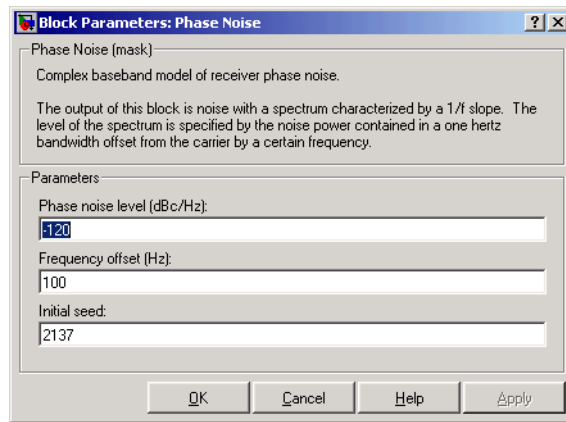 Block Parameters: Phase Noise
Phase Noise (mask)
Complex baseband model of receiver phase noise.
The output of this block is noise with a spectrum characterized by a 1/f slope. The
level of the spectrum is specified by the noise power contained in a one hertz
bandwidth offset from the carrier by a certain frequency.
Parameters
Phase noise level (dBc/Hz):
-120
Frequency offset (Hz):
100
Initial seed:
2137
OK Cancel Help Apply